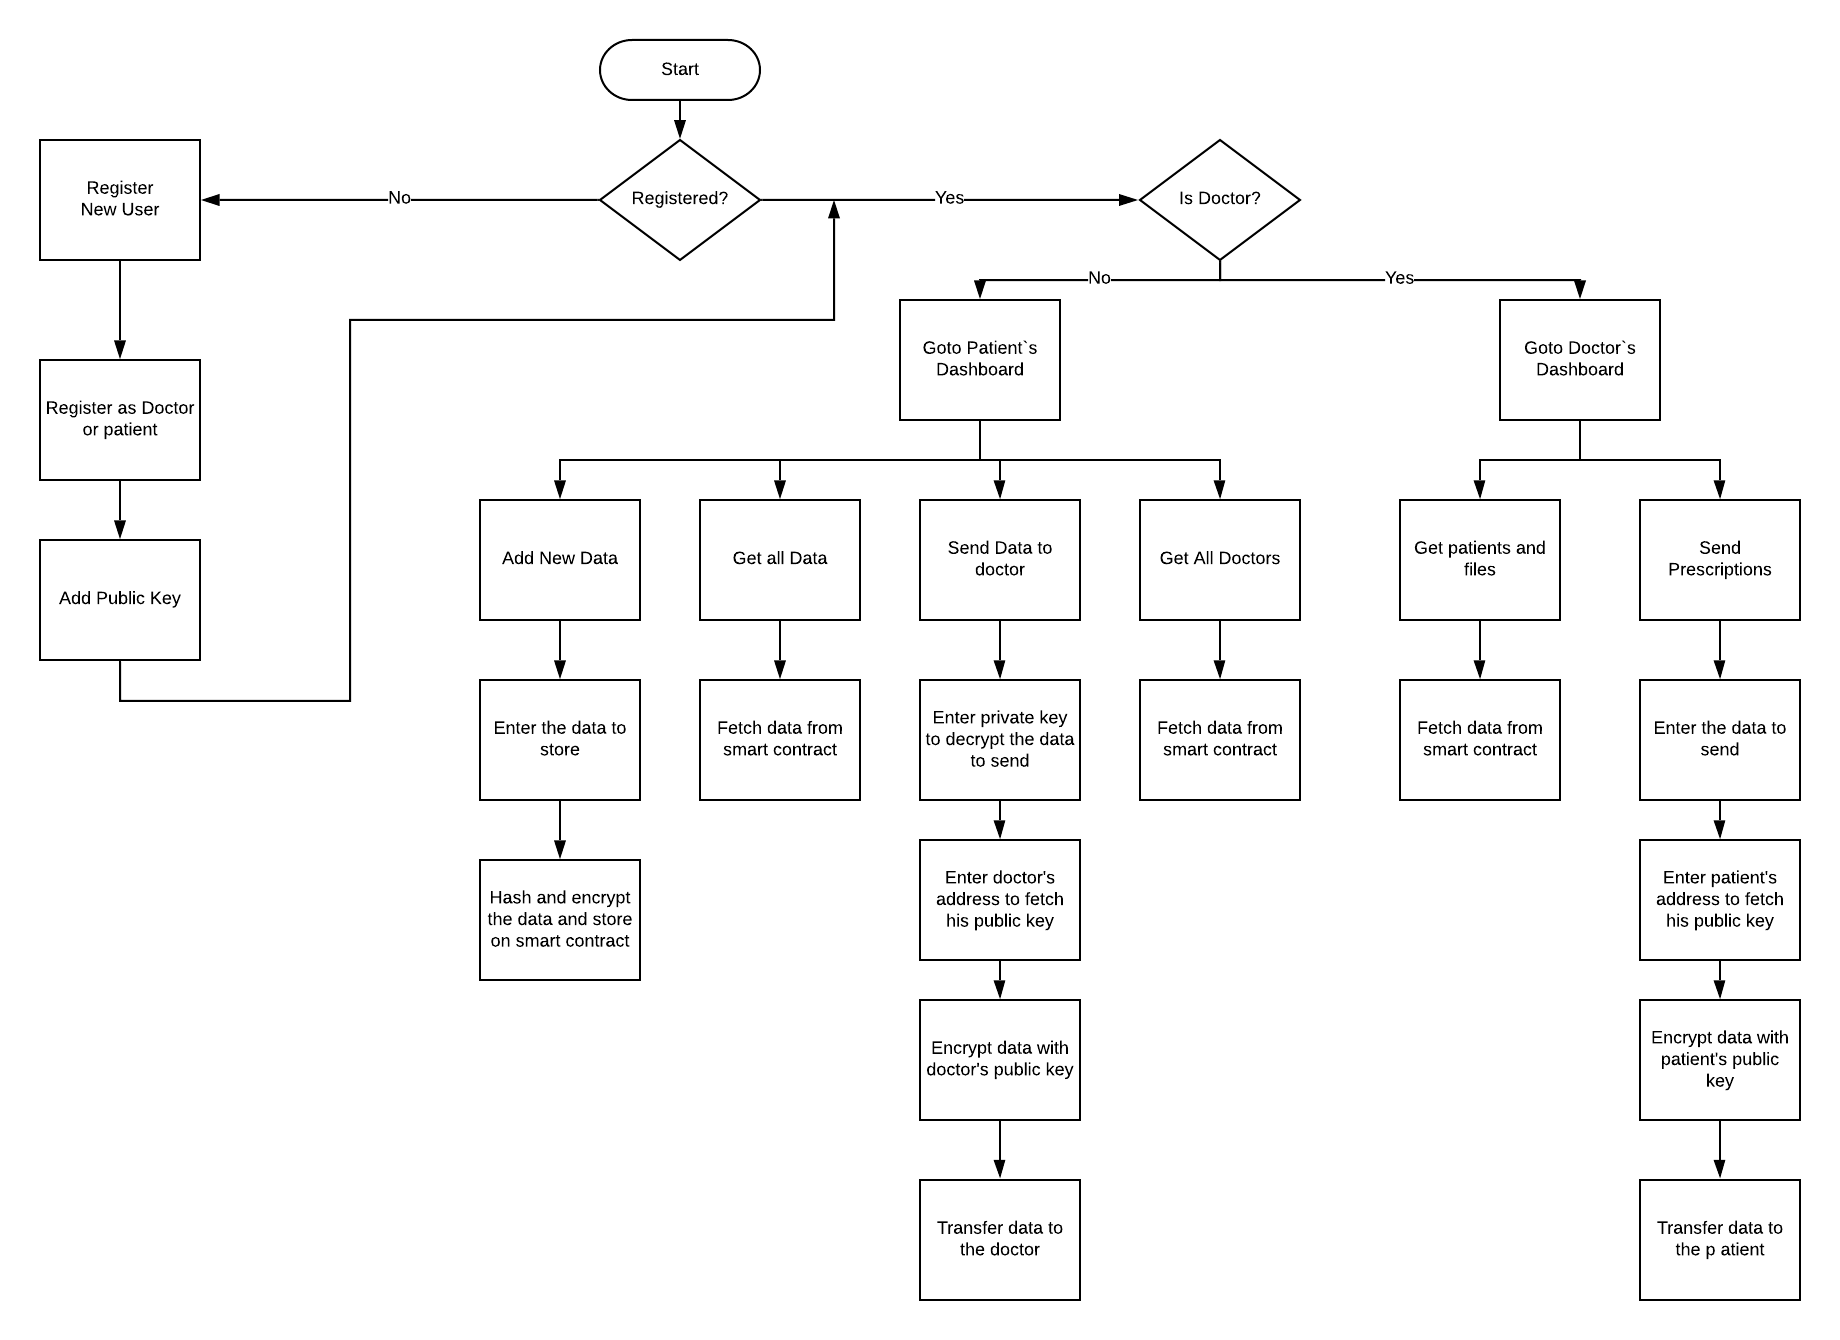 Start
Register
New User
No
Registered?
Yes
Is Doctor?
No
Yes
Goto Patient`s
Dashboard
Goto Doctor`s
Dashboard
Register as Doctor
or patient
Add Public Key
Add New Data
Get all Data
Send Data to
doctor
Get All Doctors
Get patients and
files
Send
Prescriptions
Enter the data to
store
Fetch data from
smart contract
Enter private key
to decrypt the data
to send
Fetch data from
smart contract
Fetch data from
smart contract
Enter the data to
send
Hash and encrypt
the data and store
on smart contract
Enter doctor's
address to fetch
his public key
Enter patient's
address to fetch
his public key
Encrypt data with
doctor's public key
Encrypt data with
patient's public
key
Transfer data to
the doctor
Transfer data to
the p atient